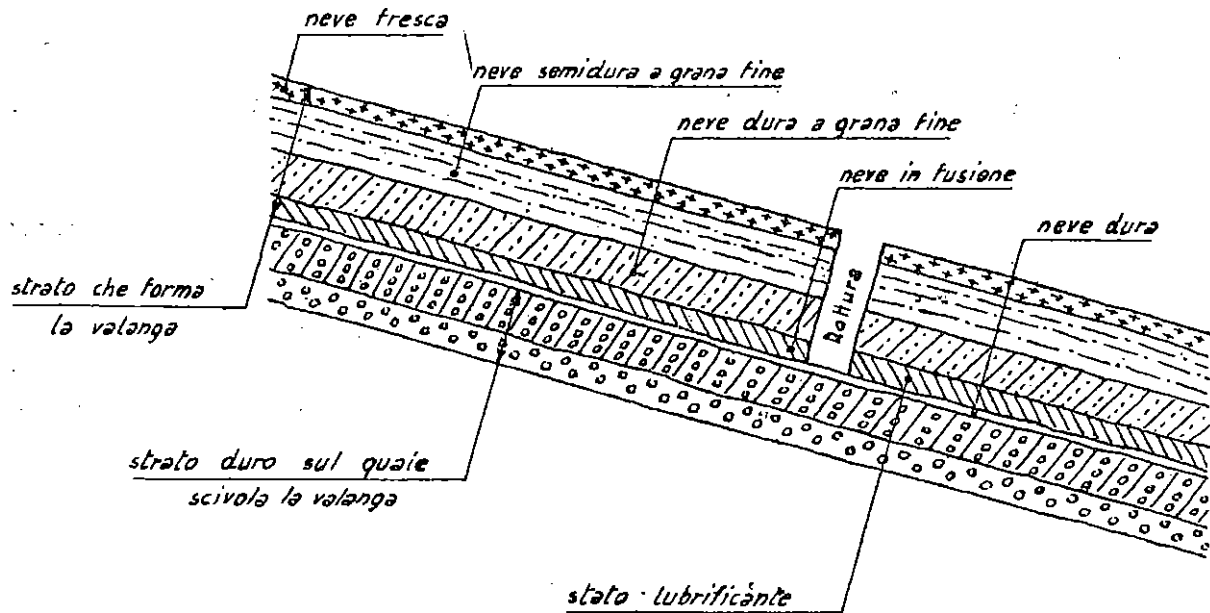 neve fresca
neve semidura a grana fine
neve dura a grana fine
neve in fusione
neve dura
Rottura
strato che forma
la valanga
strato duro sul quale
scivola la valanga
stato lubrificante